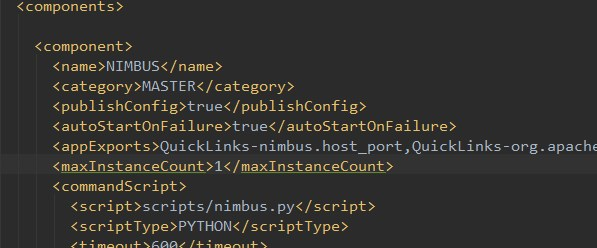 <components>
<component>
<name>NIMBUS</name>
<category>MASTER</category>
<publishConfig>true</publishConfig>
<autoStartOnFailure>true</autoStartOnFailure>
<appExports>QuickLinks-nimbus.host_port,QuickLinks-org.apache
<maxInstanceCount>1</maxInstanceCount>
<commandScript>
<script>scripts/nimbus.py</script>
<scriptType>PYTHON</scriptType>
<timeout>600</timeout>